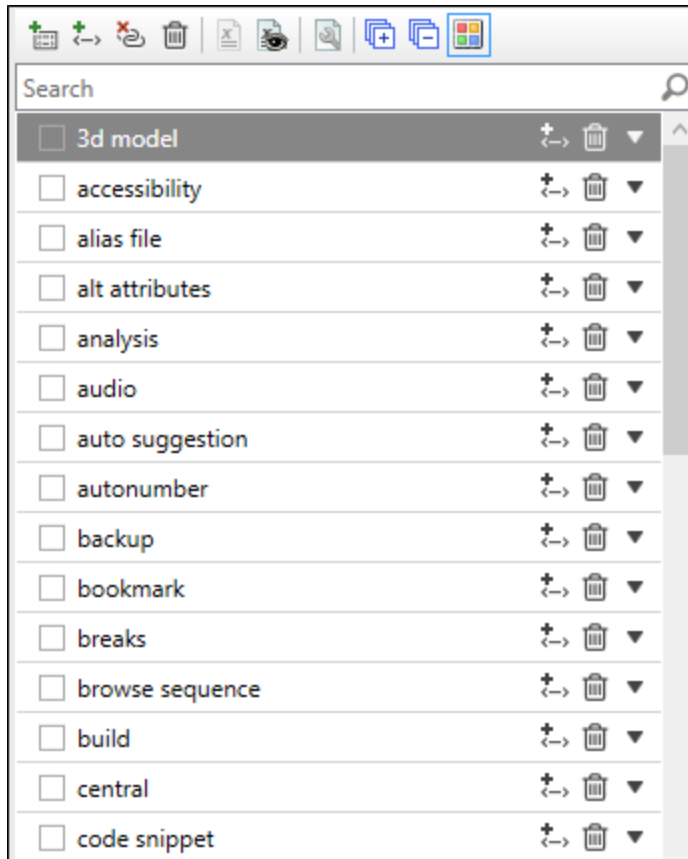 Search
3d model
accessibility
alias file
alt attributes
analysis
audio
auto suggestion
autonumber
backup
bookmark
breaks
browse sequence
build
central
code snippet